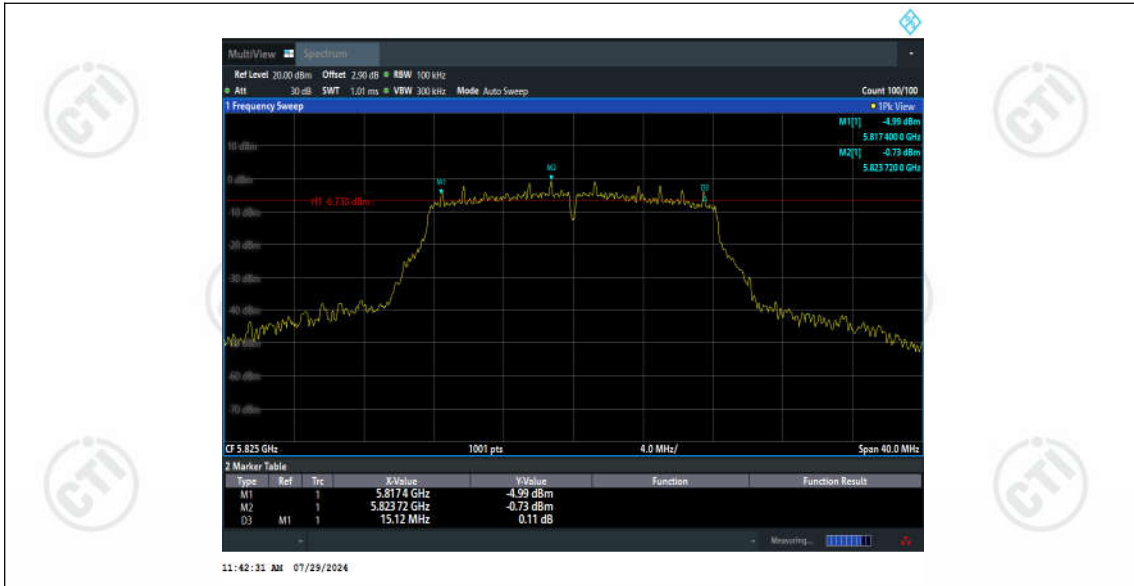 MultiView Spectrum
Ref Level 20.00 dBm Offset 2.90 dB RBW 100 kHz
Att 30 dB SWT 1.01 ms VBW 300 kHz Mode Auto Sweep Count 100/100
1 Frequency Sweep 1Pk View
M1[1] -4.99 dBm
5.817 400 0 GHz
M2[1] -0.73 dBm
5.823 720 0 GHz
10 dBm
M2
0 dBm
M1
D3
H1 -6.730 dBm
-10 dBm
-20 dBm
-30 dBm
-40 dBm
-60 dBm
-70 dBm
CF 5.825 GHz 1001 pts 4.0 MHz/ Span 40.0 MHz
2 Marker Table
Type Ref Trc X-Value Y-Value Function Function Result
M1 1 5.8174 GHz -4.99 dBm
M2 1 5.82372 GHz -0.73 dBm
D3 M1 1 15.12 MHz 0.11 dB
Measuring...
11:42:31 AM 07/29/2024
CTI
CTI
CTI
CTI